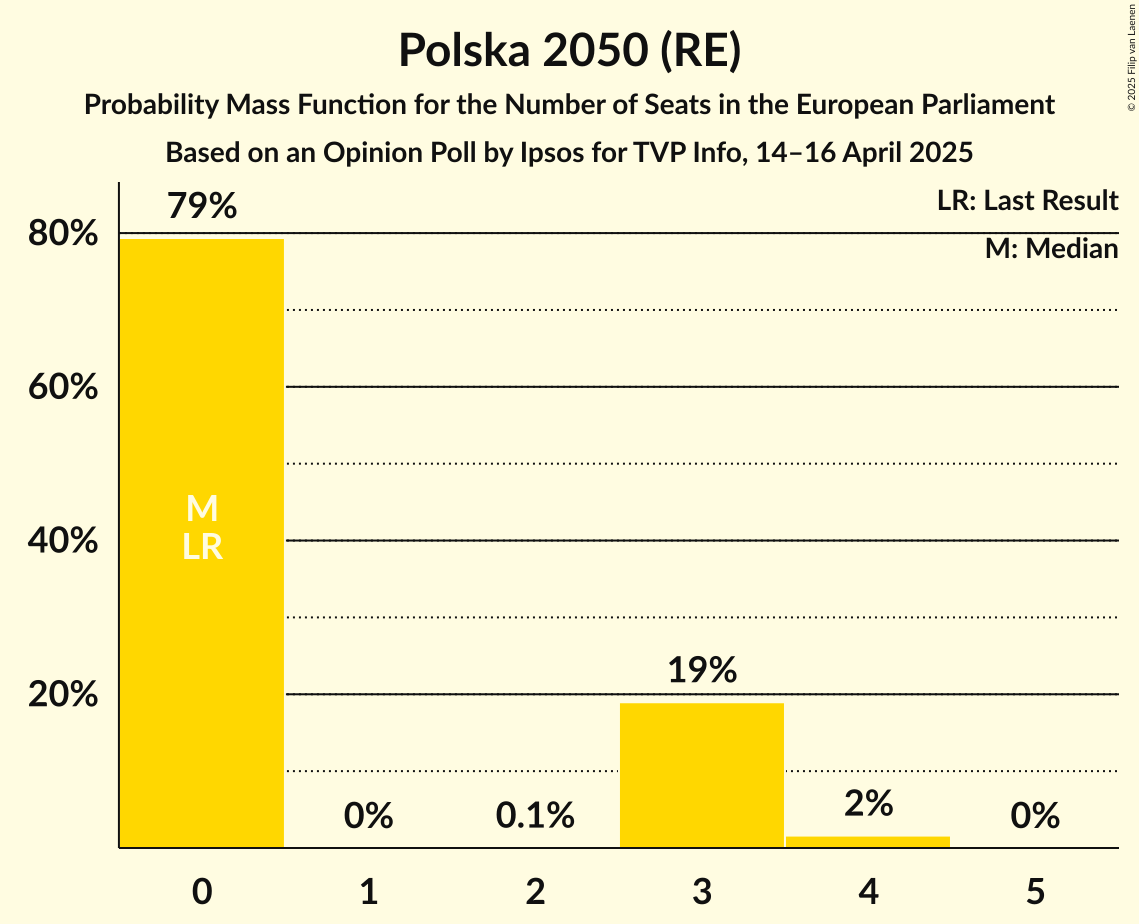 Polska 2050 (RE)
Probability Mass Function for the Number of Seats in the European Parliament
Based on an Opinion Poll by Ipsos for TVP Info, 14–16 April 2025
© 2025 Filip van Laenen
LR: Last Result
M: Median
80%
60%
40%
20%
79%
M
LR
0%
0.1%
19%
2%
0%
0
1
2
3
4
5